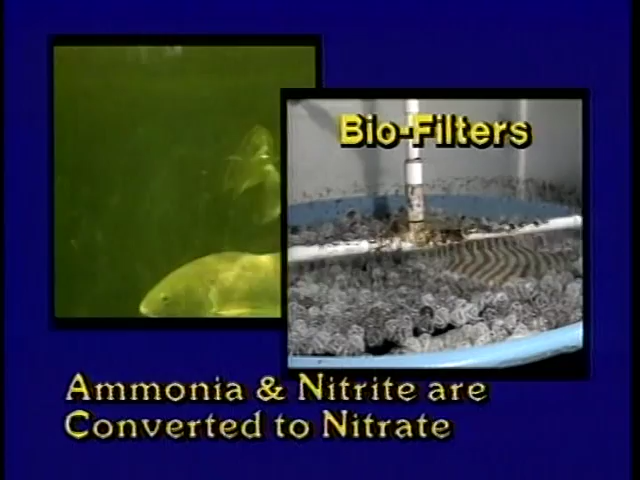 Bio-Filters
Ammonia & Nitrite are
Converted to Nitrate